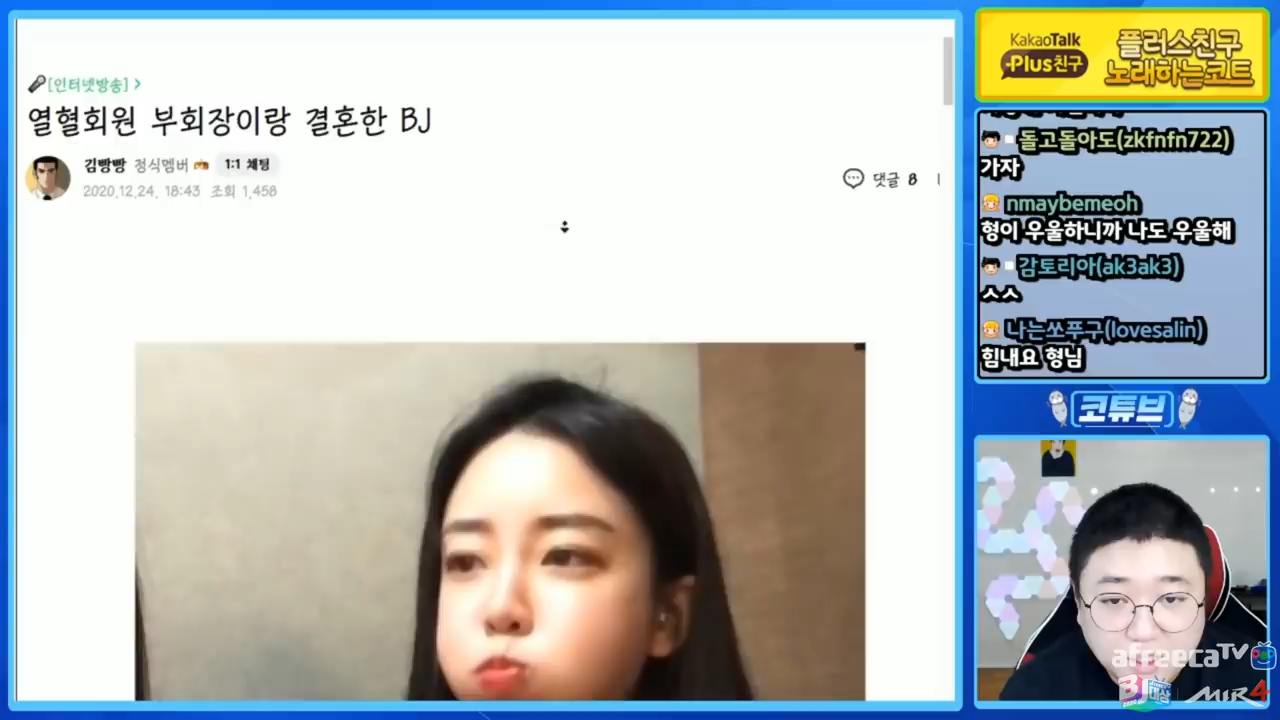 [인터넷방송] >
열혈회원 부회장이랑 결혼한 BJ
김빵빵 정식멤버 1:1 채팅
2020.12.24. 18:43 조회 1,458
댓글 8
KakaoTalk
Plus친구
플러스친구
노래하는코트
돌고돌아도(zkfnfn722)
가자
nmaybemeoh
형이 우울하니까 나도 우울해
감토리아(ak3ak3)
ㅅㅅ
나는쏘푸구(lovesalin)
힘내요 형님
코튜브
afreecaTV
BJ대상 MIR4